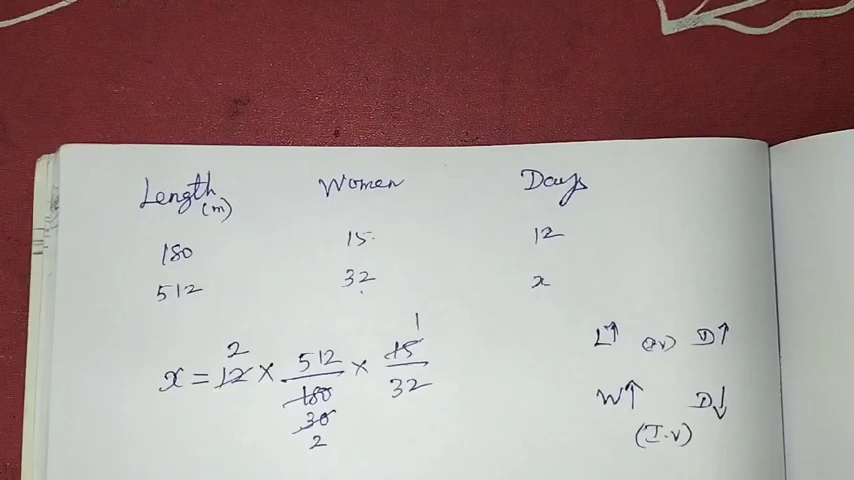 Length Women Days
(m)
180 15 12
512 32 x
x = 12 × 512/180 × 15/32
2 1
30
2
L↑ (D.v) D↑
W↑ D↓
(I.v)